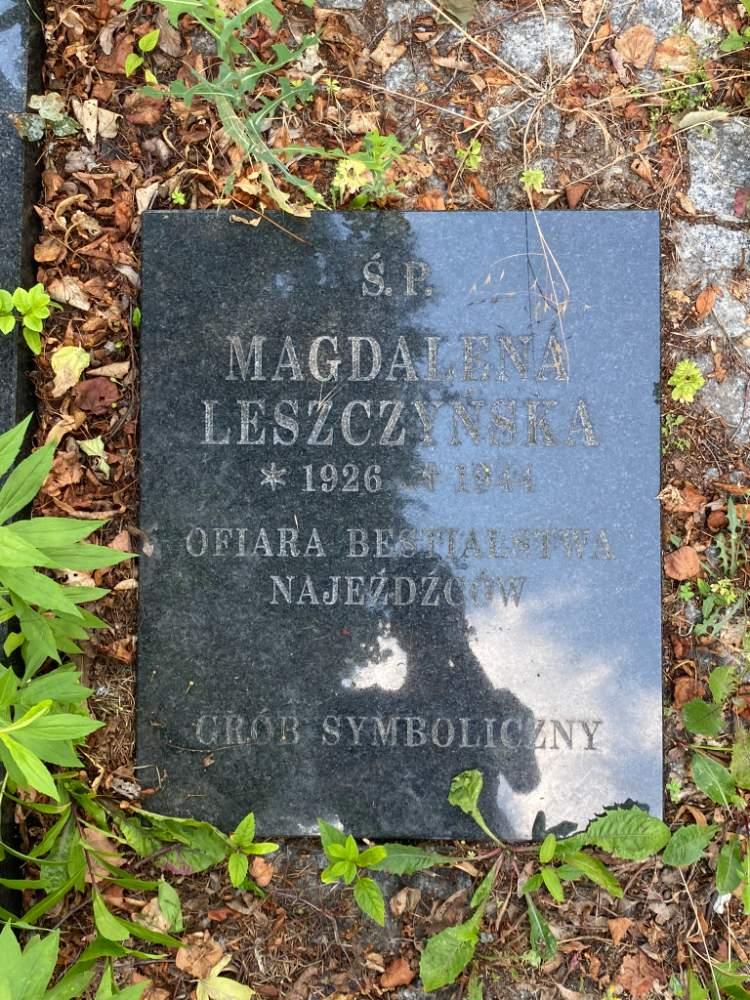 Ś. P.
MAGDALENA
LESZCZYŃSKA
* 1926 + 1944
OFIARA BESTIALSTWA
NAJEŹDŹCÓW
GRÓB SYMBOLICZNY